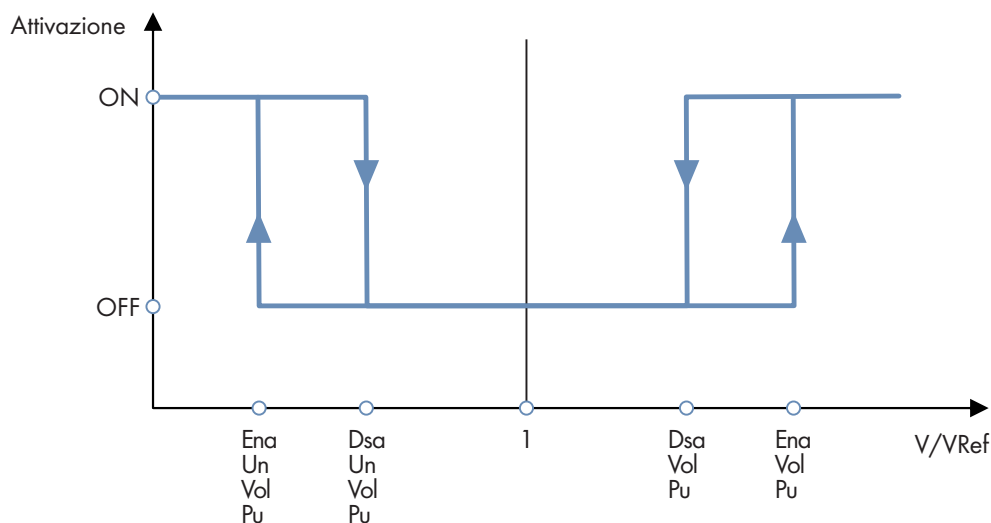 Attivazione
ON
OFF
Ena
Un
Vol
Pu
Dsa
Un
Vol
Pu
1
Dsa
Vol
Pu
Ena
Vol
Pu
V/VRef